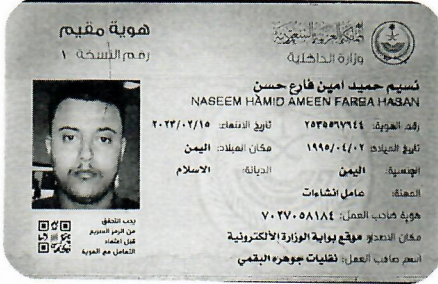 المملكة العربية السعودية
وزارة الداخلية
هوية مقيم
رقم النسخة ١
نسيم حميد امين فارع حسن
NASEEM HAMID AMEEN FAREA HASAN
رقم الهوية: ٢٥٣٥٥٦٧٦٤٤ تاريخ الانتهاء: ٢٠٢٣/٠٢/١٥
تاريخ الميلاد: ١٩٩٥/٠٤/٠٢ مكان الميلاد: اليمن
الجنسية: اليمن الديانة: الاسلام
المهنة: عامل انشاءات
هوية صاحب العمل: ٧٠٣٧٠٥٨١٨٤
مكان الاصدار: موقع بوابة الوزارة الألكترونية
اسم صاحب العمل: نقليات جوهره البقمي
يجب التحقق
من الرمز السريع
قبل اعتماد
التعامل مع الهوية